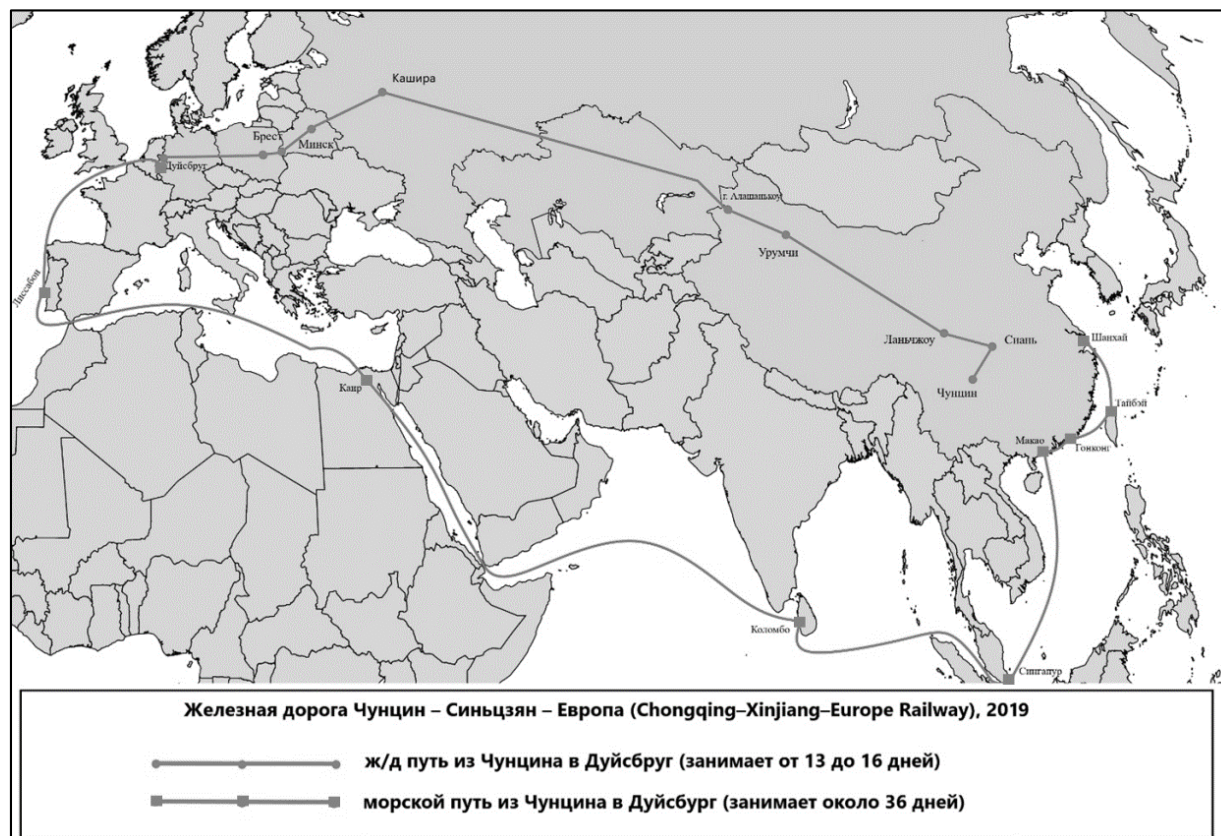 Кашира
Брест
Минск
Дуйсбруг
г. Алашанькоу
Урумчи
Лиссабон
Ланьчжоу
Сиань
Шанхай
Чунцин
Каир
Тайбэй
Макао
Гонконг
Коломбо
Сингапур
Железная дорога Чунцин – Синьцзян – Европа (Chongqing–Xinjiang–Europe Railway), 2019
ж/д путь из Чунцина в Дуйсбруг (занимает от 13 до 16 дней)
морской путь из Чунцина в Дуйсбург (занимает около 36 дней)